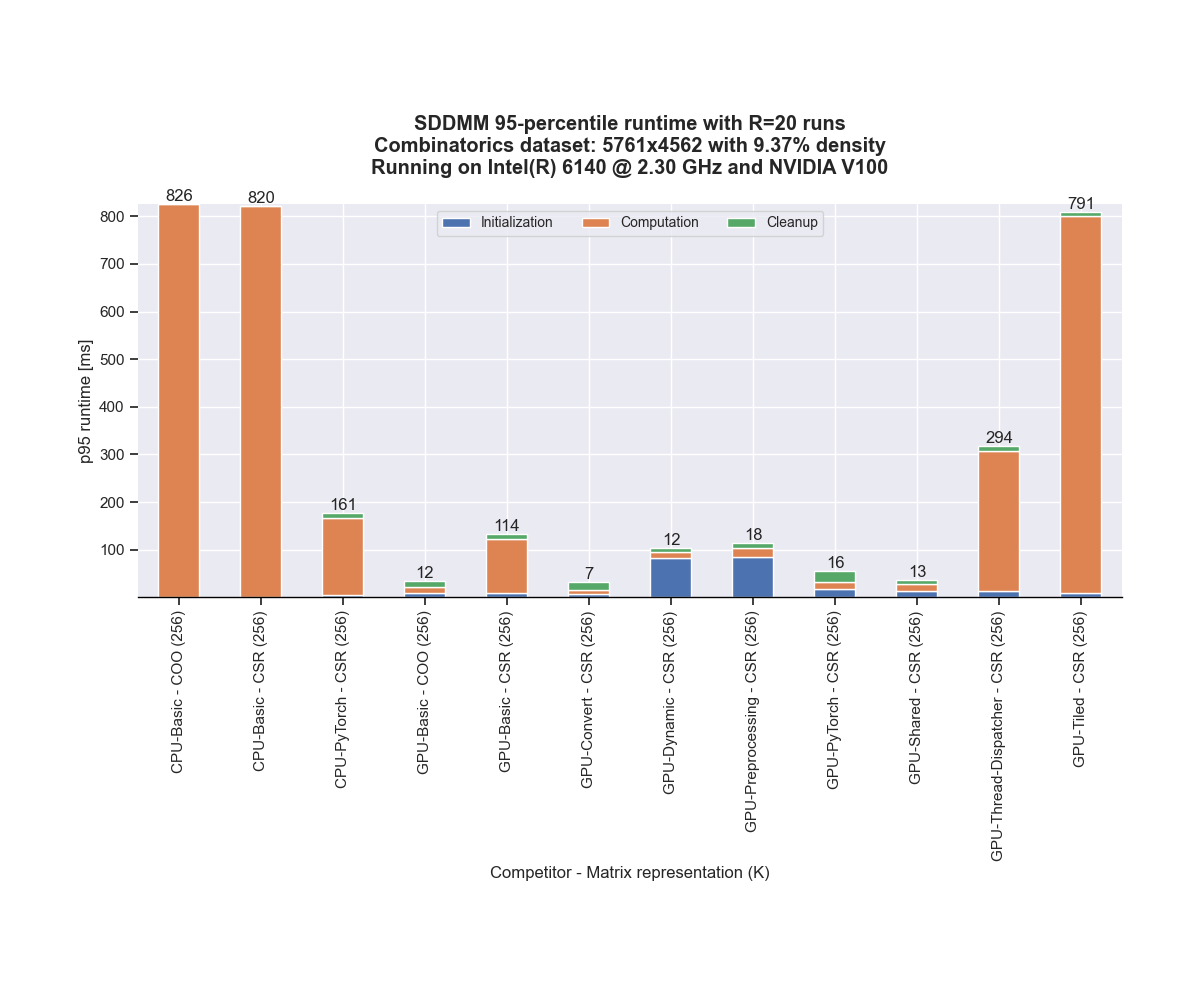 SDDMM 95-percentile runtime with R=20 runs
Combinatorics dataset: 5761x4562 with 9.37% density
Running on Intel(R) 6140 @ 2.30 GHz and NVIDIA V100
826
820
161
12
114
7
12
18
16
13
294
791
Initialization
Computation
Cleanup
800
700
600
500
400
300
200
100
p95 runtime [ms]
CPU-Basic - COO (256)
CPU-Basic - CSR (256)
CPU-PyTorch - CSR (256)
GPU-Basic - COO (256)
GPU-Basic - CSR (256)
GPU-Convert - CSR (256)
GPU-Dynamic - CSR (256)
GPU-Preprocessing - CSR (256)
GPU-PyTorch - CSR (256)
GPU-Shared - CSR (256)
GPU-Thread-Dispatcher - CSR (256)
GPU-Tiled - CSR (256)
Competitor - Matrix representation (K)